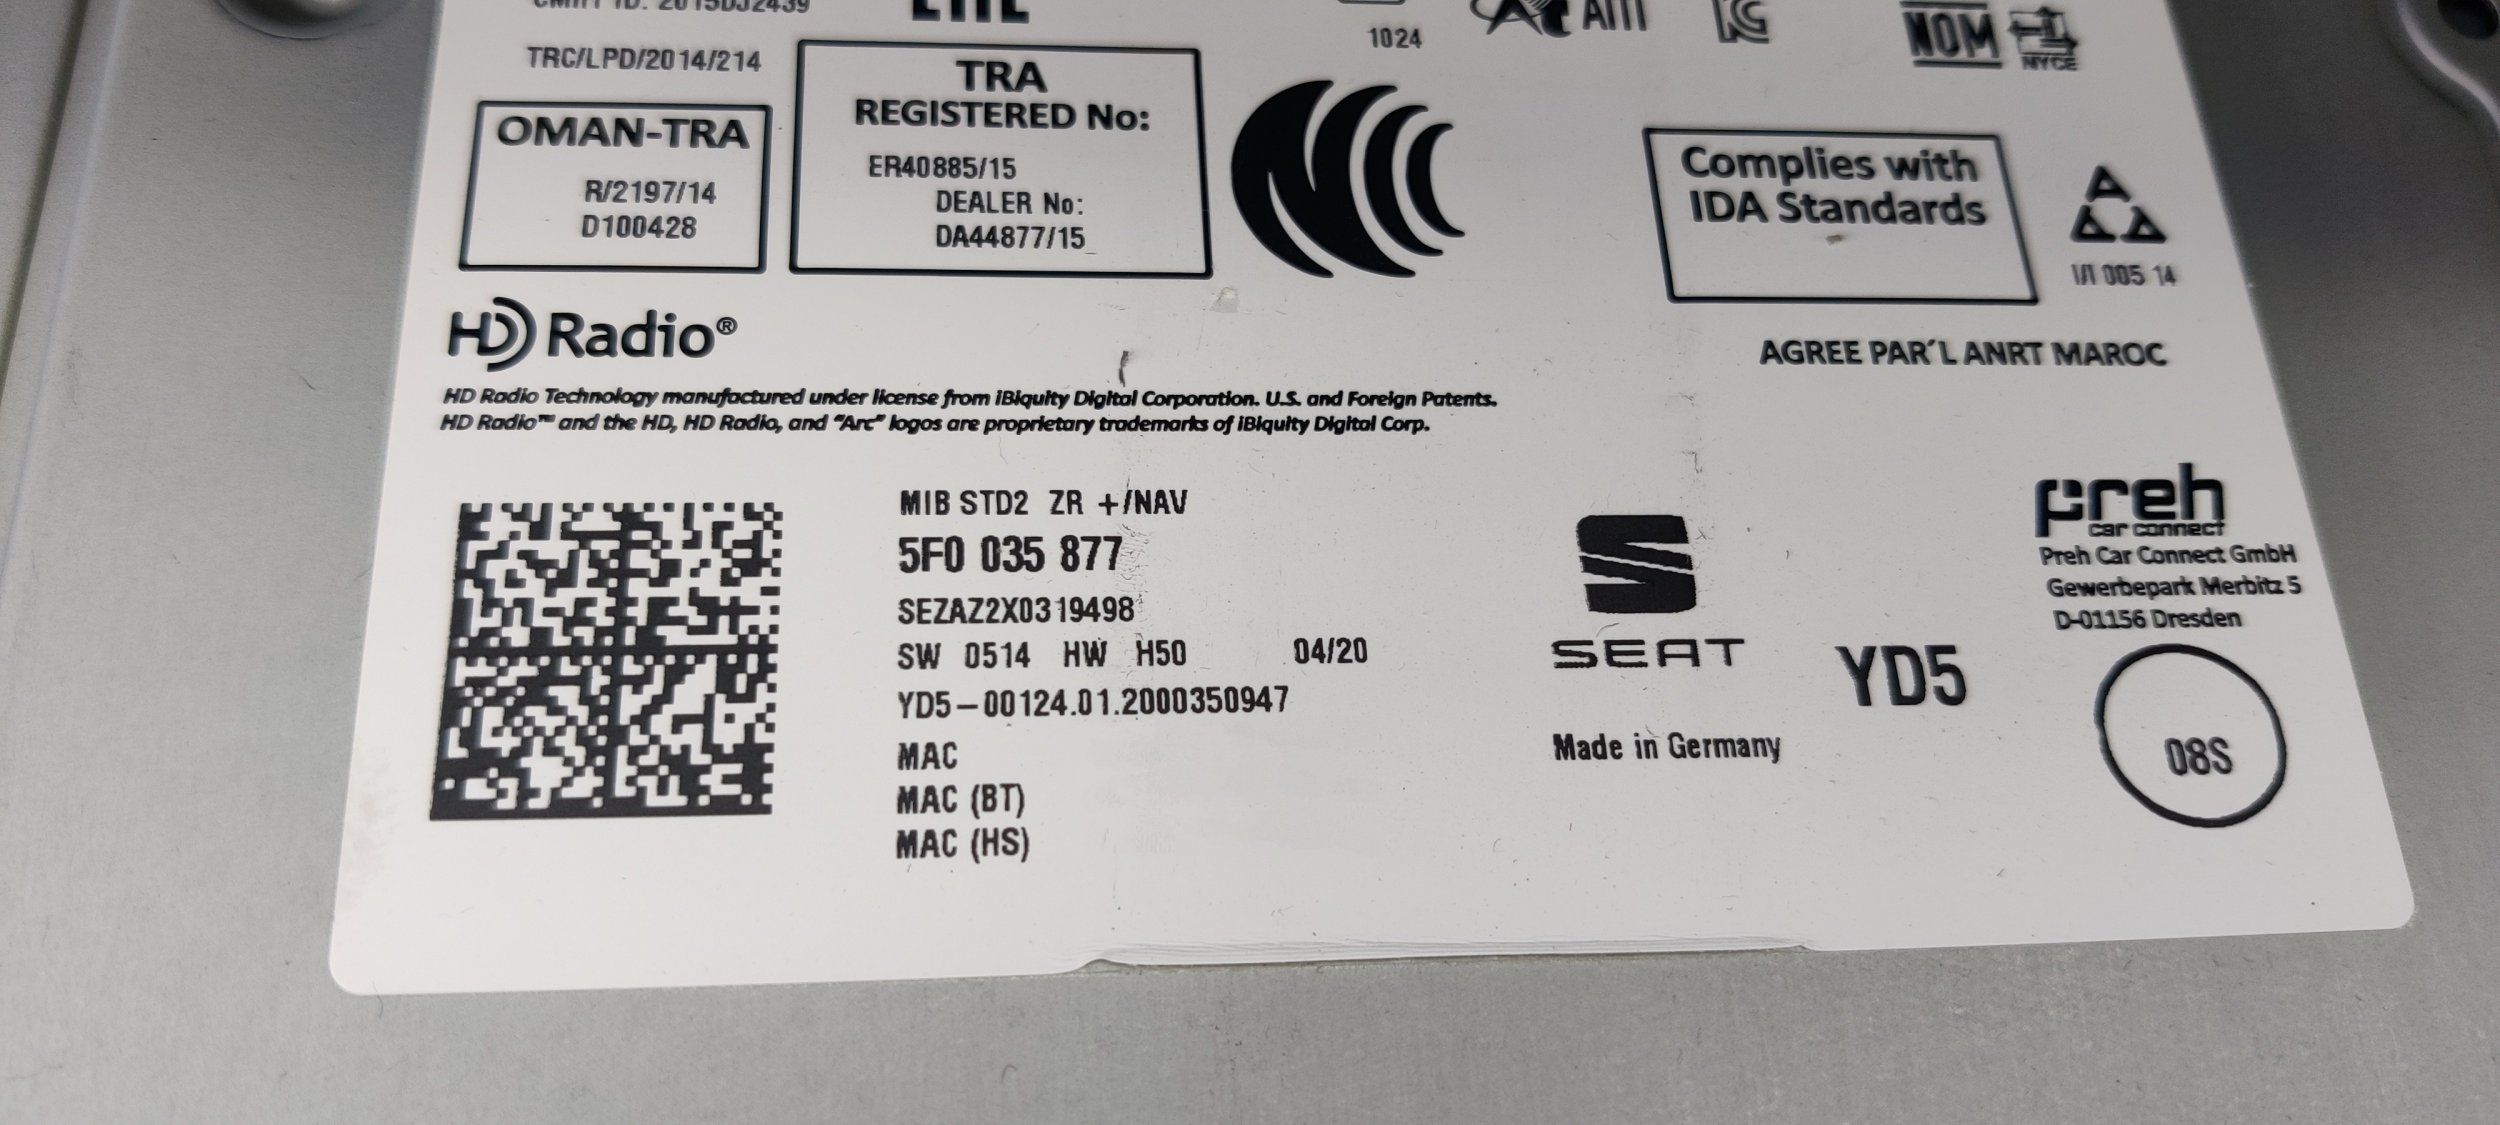 CMIIT ID: 2015DJ2439
EAC
TRC/LPD/2014/214
1024
NOM
NYCE
OMAN-TRA
R/2197/14
D100428
TRA
REGISTERED No:
ER40885/15
DEALER No:
DA44877/15
Complies with
IDA Standards
I/I 005 14
HD Radio®
AGREE PAR´L ANRT MAROC
HD Radio Technology manufactured under license from iBiquity Digital Corporation. U.S. and Foreign Patents.
HD Radio™ and the HD, HD Radio, and “Arc” logos are proprietary trademarks of iBiquity Digital Corp.
MIB STD2 ZR +/NAV
5F0 035 877
SEZAZ2X0319498
SW 0514 HW H50 04/20
YD5-00124.01.2000350947
MAC
MAC (BT)
MAC (HS)
SEAT
Made in Germany
YD5
preh
car connect
Preh Car Connect GmbH
Gewerbepark Merbitz 5
D-01156 Dresden
08S